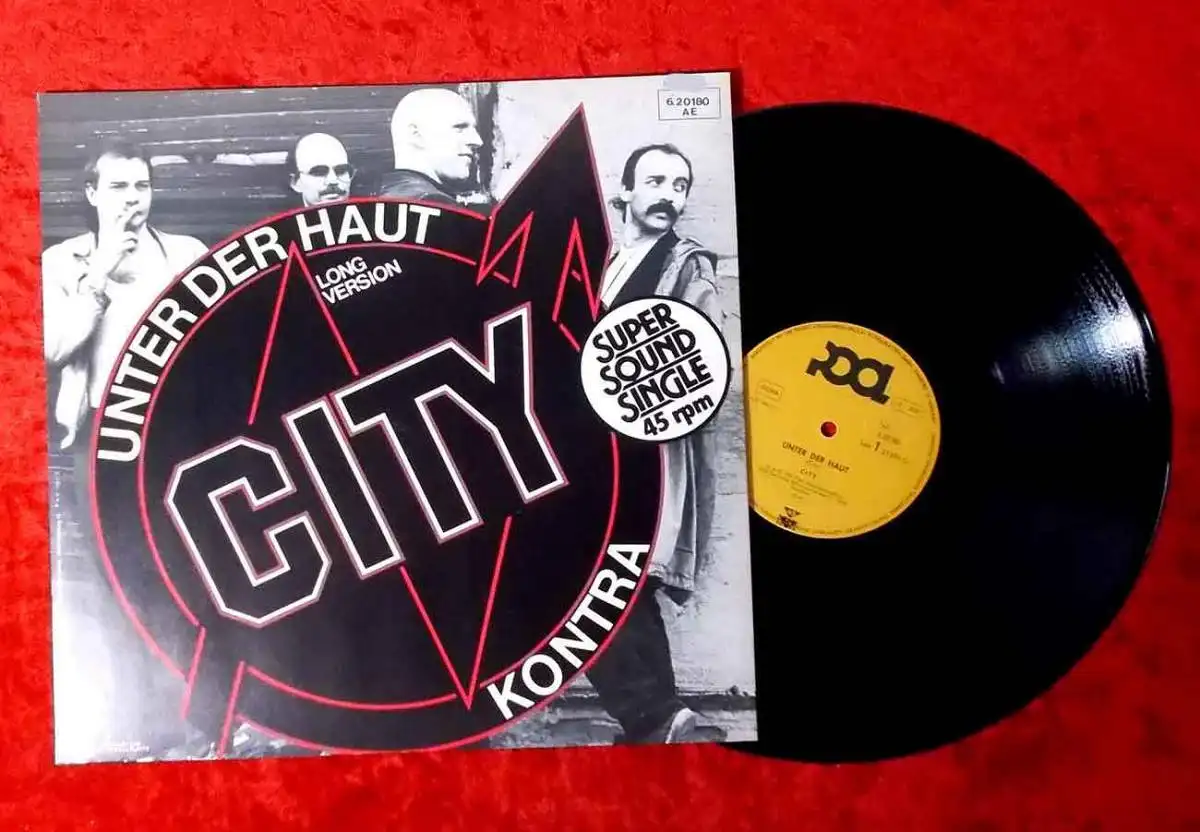 6.20180
AE
UNTER DER HAUT
LONG
VERSION
CITY
SUPER
SOUND
SINGLE
45 rpm
KONTRA
pool
UNTER DER HAUT
CITY